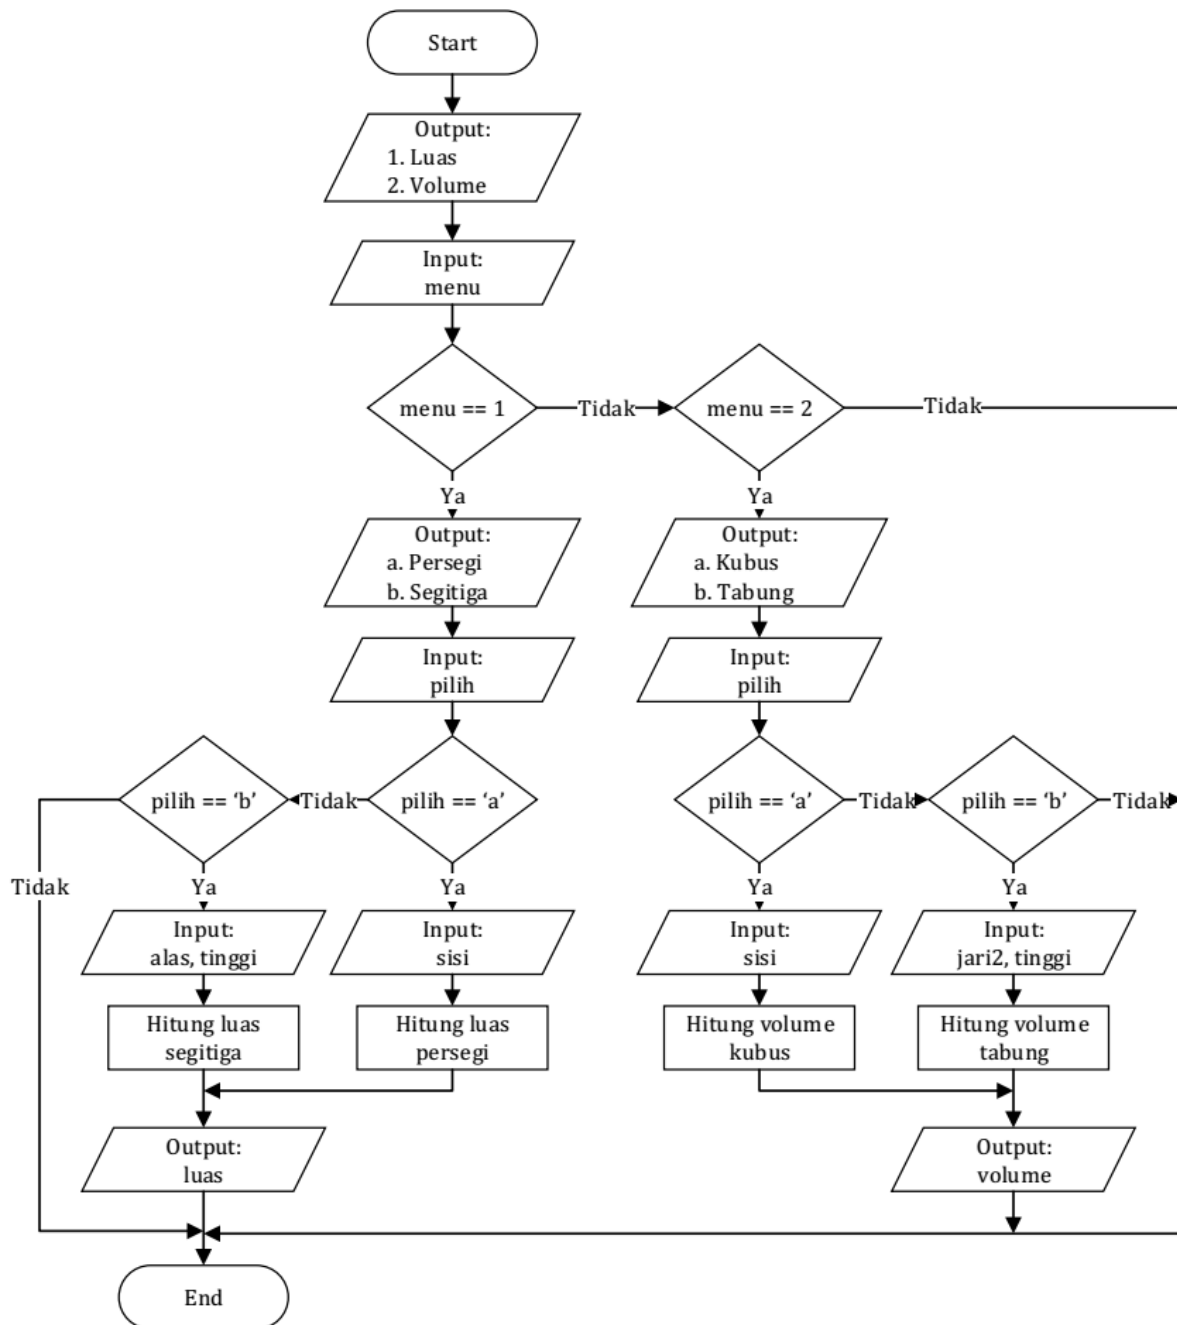 Start
Output:
1. Luas
2. Volume
Input:
menu
menu == 1
Tidak
menu == 2
Tidak
Ya
Ya
Output:
a. Persegi
b. Segitiga
Output:
a. Kubus
b. Tabung
Input:
pilih
Input:
pilih
pilih == ‘b’
Tidak
pilih == ‘a’
pilih == ‘a’
Tidak
pilih == ‘b’
Tidak
Tidak
Ya
Ya
Ya
Ya
Input:
alas, tinggi
Input:
sisi
Input:
sisi
Input:
jari2, tinggi
Hitung luas
segitiga
Hitung luas
persegi
Hitung volume
kubus
Hitung volume
tabung
Output:
luas
Output:
volume
End